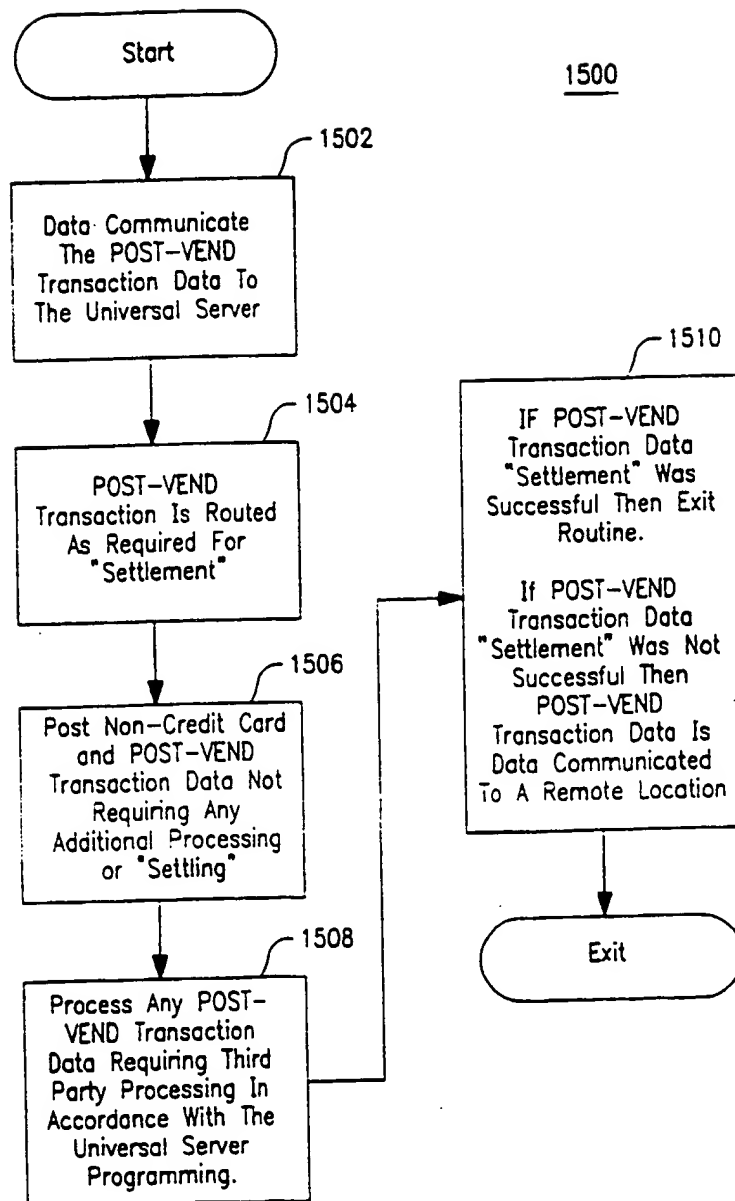 Start
1500
1502
Data Communicate
The POST-VEND
Transaction Data To
The Universal Server
1504
POST-VEND
Transaction Is Routed
As Required For
"Settlement"
1506
Post Non-Credit Card
and POST-VEND
Transaction Data Not
Requiring Any
Additional Processing
or "Settling"
1508
Process Any POST-
VEND Transaction
Data Requiring Third
Party Processing In
Accordance With The
Universal Server
Programming.
1510
IF POST-VEND
Transaction Data
"Settlement" Was
Successful Then Exit
Routine.
If POST-VEND
Transaction Data
"Settlement" Was Not
Successful Then
POST-VEND
Transaction Data Is
Data Communicated
To A Remote Location
Exit